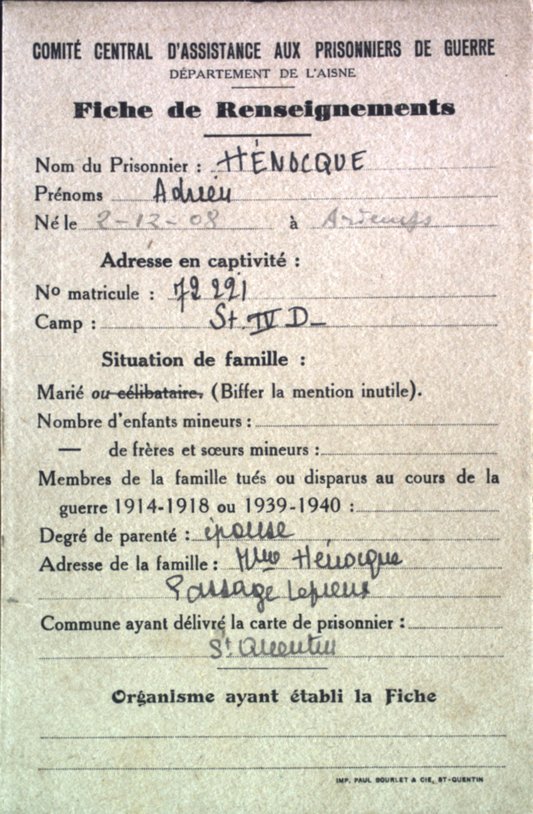 COMITÉ CENTRAL D'ASSISTANCE AUX PRISONNIERS DE GUERRE
DÉPARTEMENT DE L'AISNE
Fiche de Renseignements
Nom du Prisonnier : HÉNOCQUE
Prénoms Adrien
Né le 2-12-08 à
Adresse en captivité :
No matricule : 72 221
Camp : St. IV D
Situation de famille :
Marié ou célibataire. (Biffer la mention inutile).
Nombre d'enfants mineurs :
— de frères et sœurs mineurs :
Membres de la famille tués ou disparus au cours de la
guerre 1914-1918 ou 1939-1940 :
Degré de parenté : épouse
Adresse de la famille : Mme Hénocque
Passage
Commune ayant délivré la carte de prisonnier :
St Quentin
Organisme ayant établi la Fiche
IMP. PAUL BOURLET & CIE, ST-QUENTIN